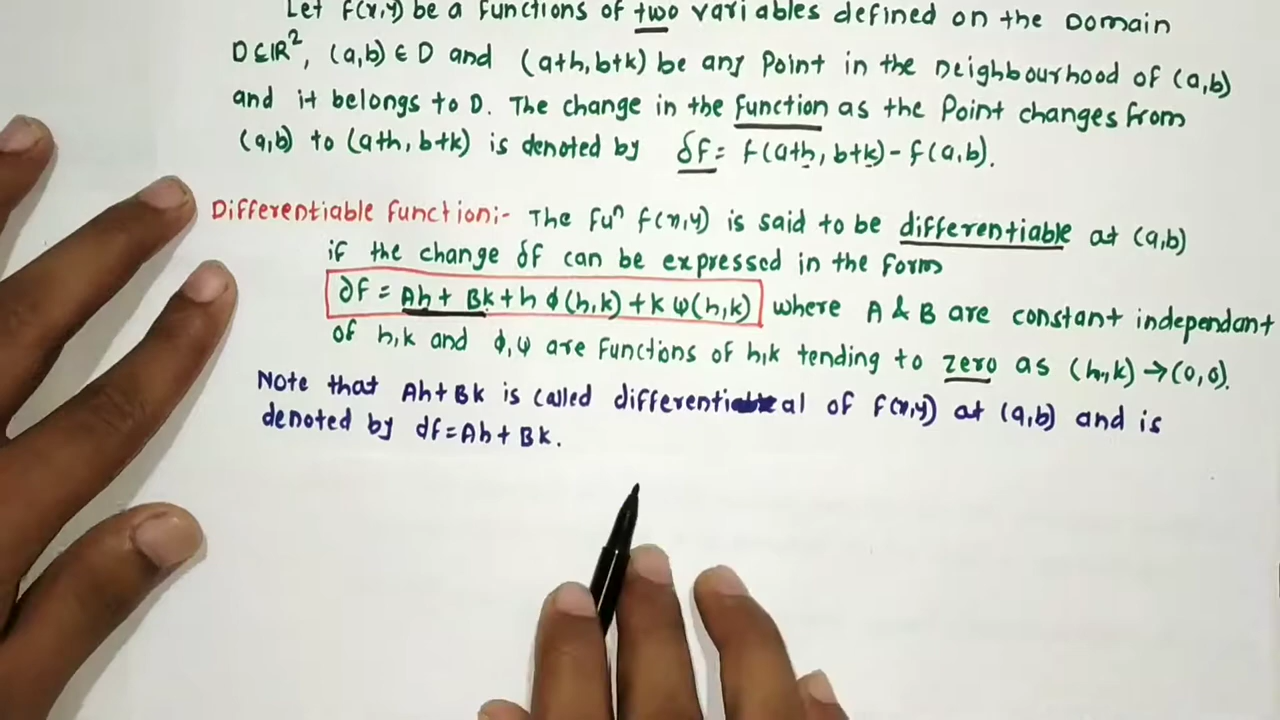 Let f(x,y) be a functions of two variables defined on the Domain
D⊆ℝ², (a,b) ∈ D and (a+h, b+k) be any Point in the neighbourhood of (a,b)
and it belongs to D. The change in the function as the Point changes from
(a,b) to (a+h, b+k) is denoted by δf = f(a+h, b+k) - f(a,b).
Differentiable Function:- The Fuⁿ f(x,y) is said to be differentiable at (a,b)
if the change δf can be expressed in the form
∂f = Ah + Bk + h ϕ(h,k) + k ψ(h,k) where A & B are constant independant
of h,k and ϕ,ψ are Functions of h,k tending to zero as (h,k) → (0,0).
Note that Ah+Bk is called differential of f(x,y) at (a,b) and is
denoted by df=Ah+Bk.